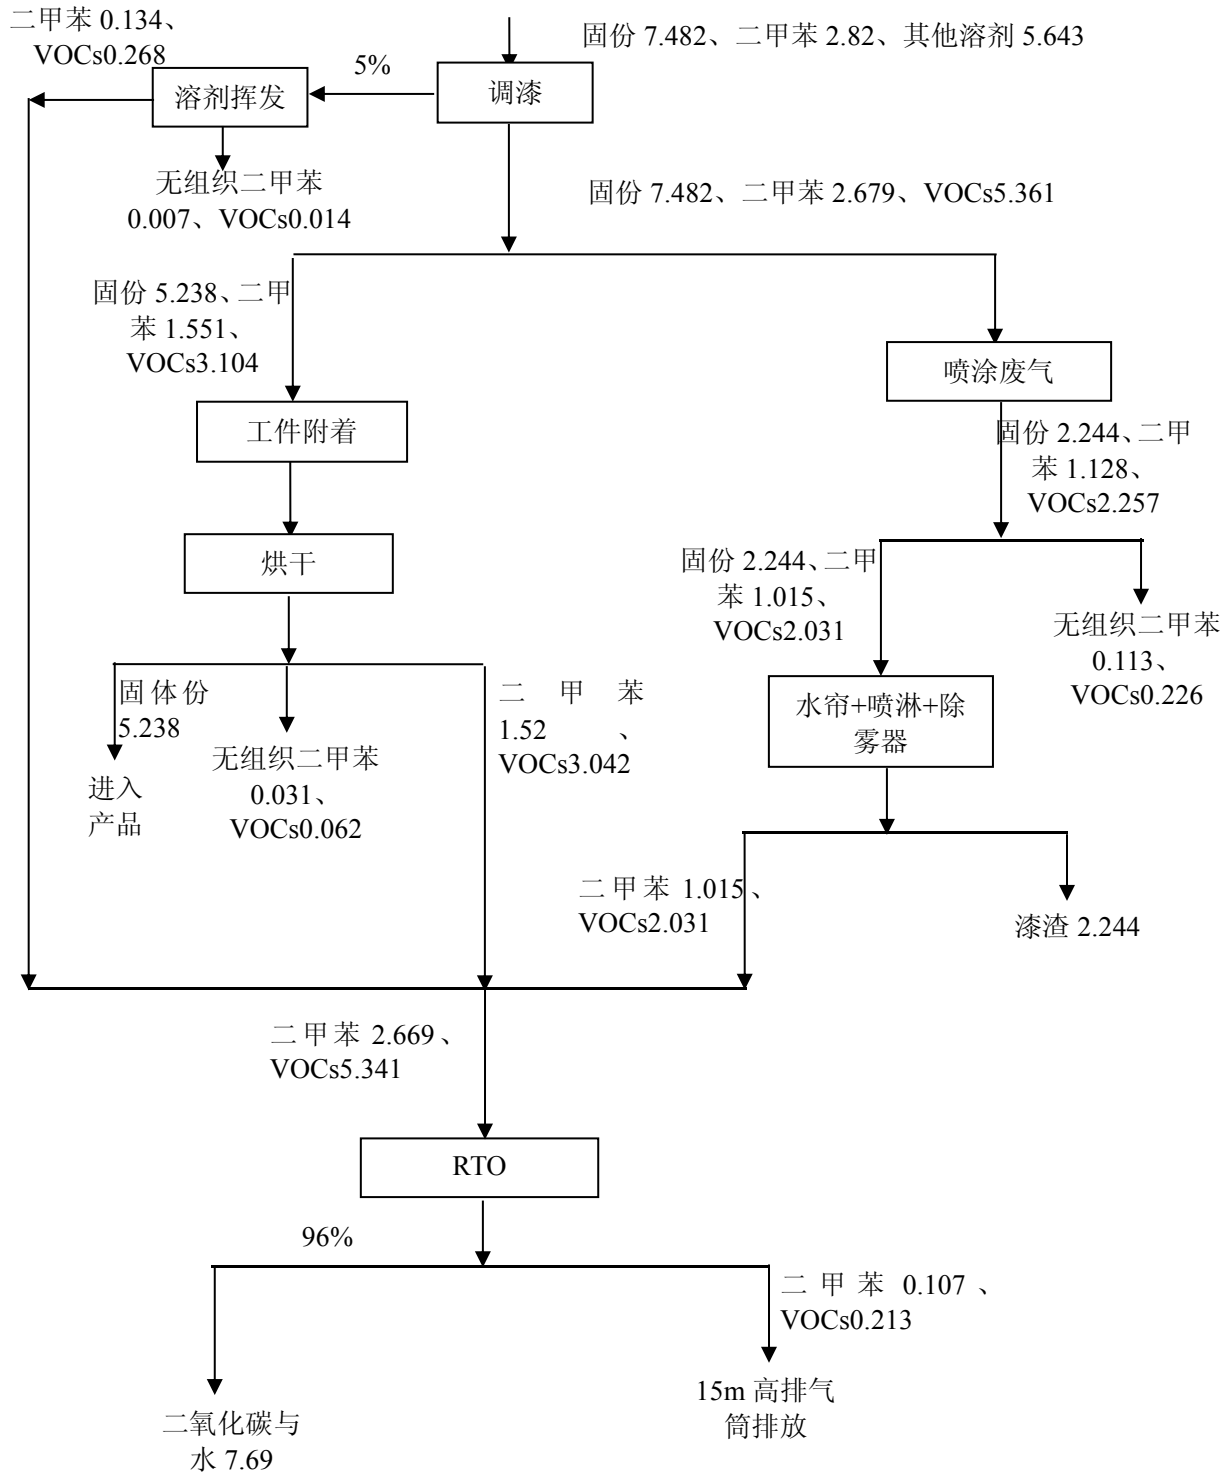 二甲苯 0.134、
VOCs0.268
固份 7.482、二甲苯 2.82、其他溶剂 5.643
5%
溶剂挥发
调漆
无组织二甲苯
0.007、VOCs0.014
固份 7.482、二甲苯 2.679、VOCs5.361
固份 5.238、二甲
苯 1.551、
VOCs3.104
喷涂废气
工件附着
固份 2.244、二甲
苯 1.128、
VOCs2.257
烘干
固份 2.244、二甲
苯 1.015、
VOCs2.031
无组织二甲苯
0.113、
VOCs0.226
固体份
5.238
二甲苯
1.52 、
VOCs3.042
水帘+喷淋+除
雾器
进入
产品
无组织二甲苯
0.031、
VOCs0.062
二甲苯 1.015、
VOCs2.031
漆渣 2.244
二甲苯 2.669、
VOCs5.341
RTO
96%
二甲苯 0.107、
VOCs0.213
二氧化碳与
水 7.69
15m 高排气
筒排放